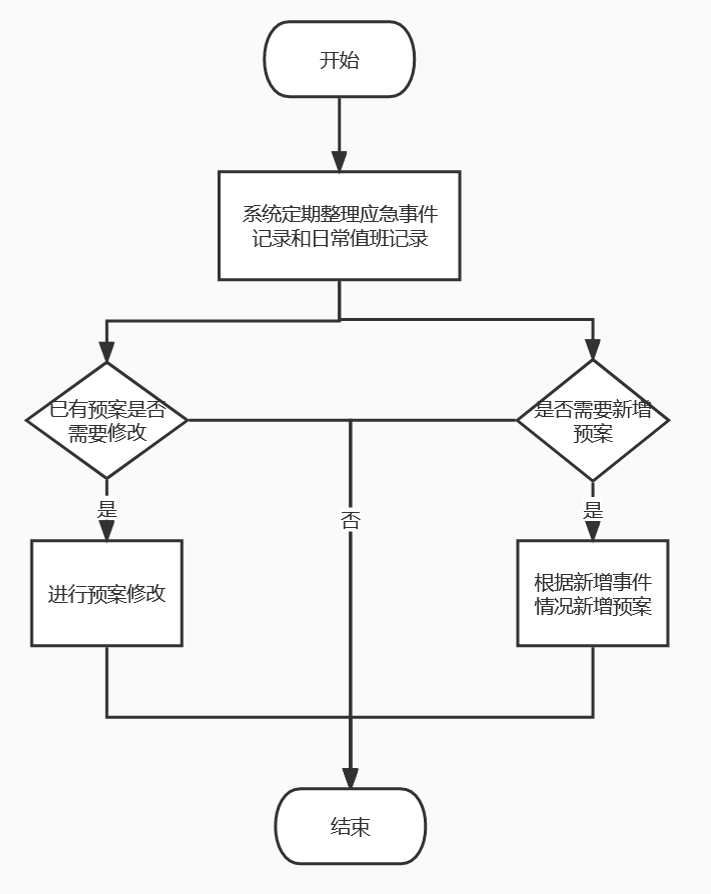 开始
系统定期整理应急事件
记录和日常值班记录
已有预案是否
需要修改
是否需要新增
预案
是
是
否
进行预案修改
根据新增事件
情况新增预案
结束